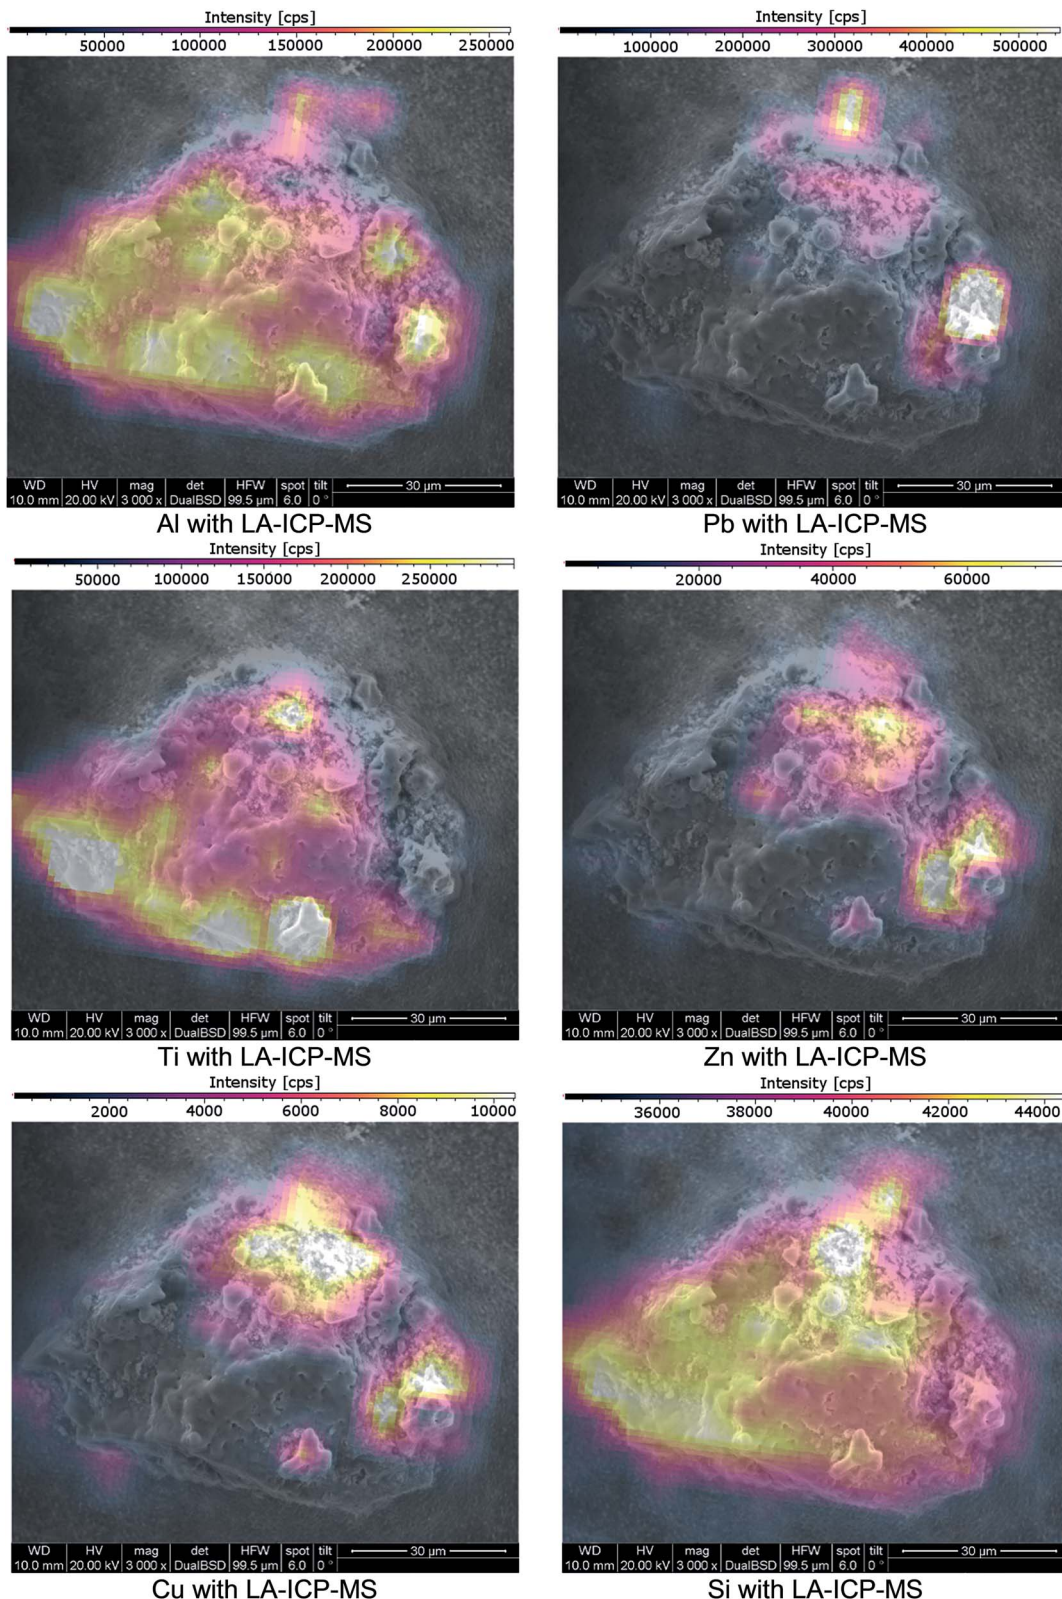 Intensity [cps]
50000 100000 150000 200000 250000
WD HV mag det HFW spot tilt
10.0 mm 20.00 kV 3 000 x DualBSD 99.5 µm 6.0 0 ° 30 µm
Al with LA-ICP-MS
Intensity [cps]
100000 200000 300000 400000 500000
WD HV mag det HFW spot tilt
10.0 mm 20.00 kV 3 000 x DualBSD 99.5 µm 6.0 0 ° 30 µm
Pb with LA-ICP-MS
Intensity [cps]
50000 100000 150000 200000 250000
WD HV mag det HFW spot tilt
10.0 mm 20.00 kV 3 000 x DualBSD 99.5 µm 6.0 0 ° 30 µm
Ti with LA-ICP-MS
Intensity [cps]
20000 40000 60000
WD HV mag det HFW spot tilt
10.0 mm 20.00 kV 3 000 x DualBSD 99.5 µm 6.0 0 ° 30 µm
Zn with LA-ICP-MS
Intensity [cps]
2000 4000 6000 8000 10000
WD HV mag det HFW spot tilt
10.0 mm 20.00 kV 3 000 x DualBSD 99.5 µm 6.0 0 ° 30 µm
Cu with LA-ICP-MS
Intensity [cps]
36000 38000 40000 42000 44000
WD HV mag det HFW spot tilt
10.0 mm 20.00 kV 3 000 x DualBSD 99.5 µm 6.0 0 ° 30 µm
Si with LA-ICP-MS